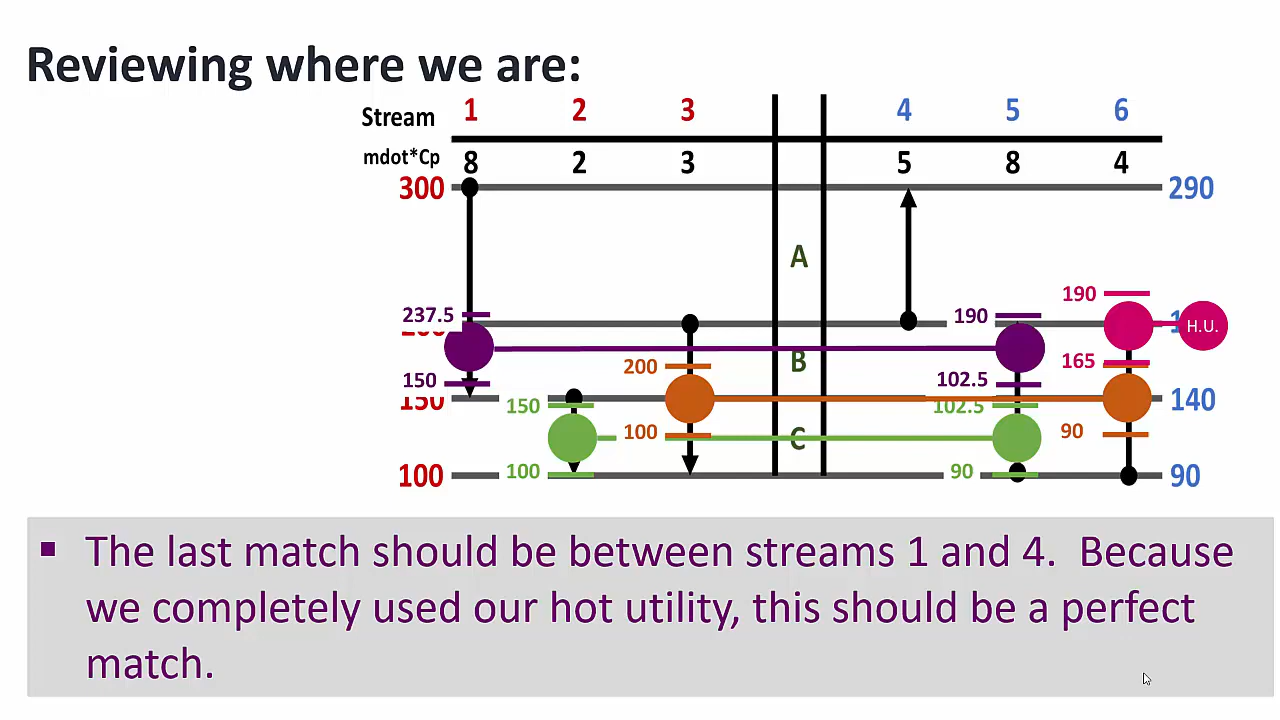 Reviewing where we are:
Stream 1 2 3 4 5 6
mdot*Cp 8 2 3 5 8 4
300 290
A
190
237.5 190 H.U.
B
200 165
150 102.5
150 140
150 102.5
100 90
C
100 90
100 90
▪ The last match should be between streams 1 and 4. Because
we completely used our hot utility, this should be a perfect
match.